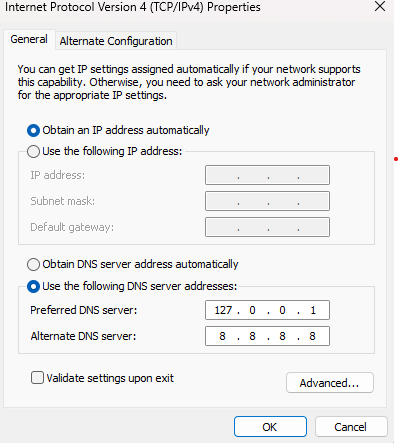 Internet Protocol Version 4 (TCP/IPv4) Properties
General
Alternate Configuration
You can get IP settings assigned automatically if your network supports
this capability. Otherwise, you need to ask your network administrator
for the appropriate IP settings.
Obtain an IP address automatically
Use the following IP address:
IP address:
. . .
Subnet mask:
. . .
Default gateway:
. . .
Obtain DNS server address automatically
Use the following DNS server addresses:
Preferred DNS server:
127 . 0 . 0 . 1
Alternate DNS server:
8 . 8 . 8 . 8
Validate settings upon exit
Advanced...
OK
Cancel